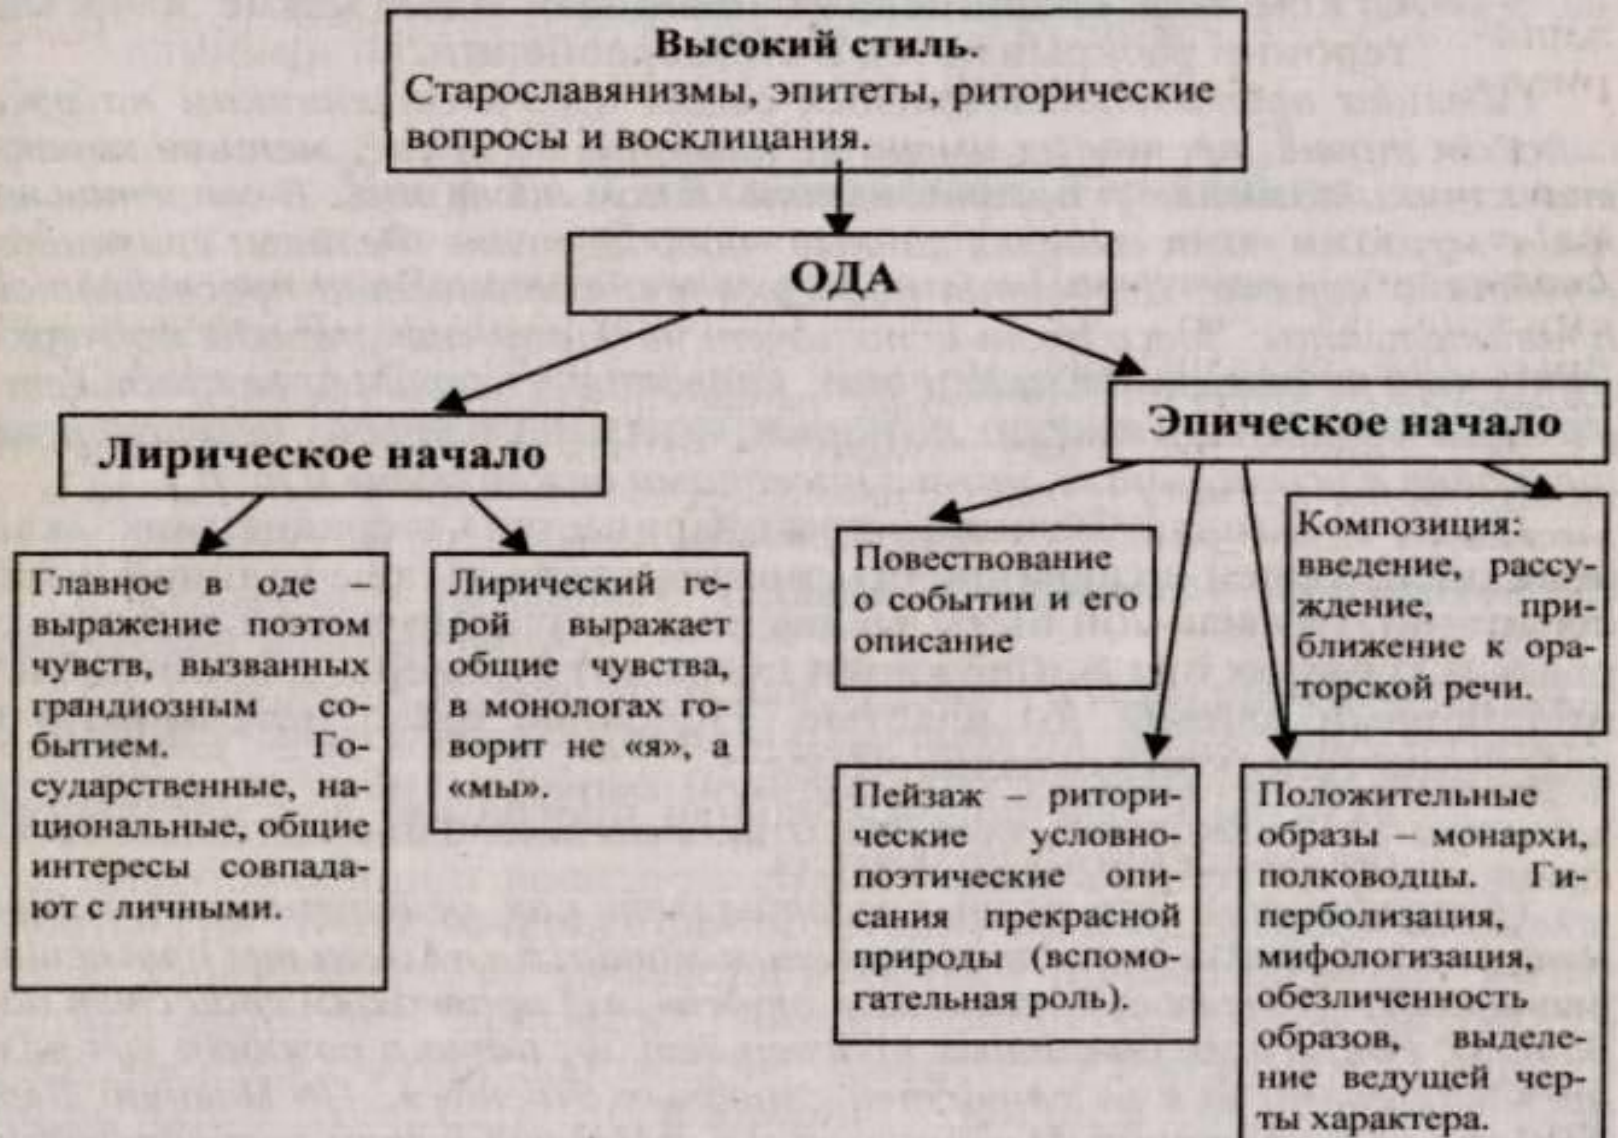 Высокий стиль.
Старославянизмы, эпитеты, риторические
вопросы и восклицания.
ОДА
Лирическое начало
Эпическое начало
Главное в оде –
выражение поэтом
чувств, вызванных
грандиозным со-
бытием. Го-
сударственные, на-
циональные, общие
интересы совпада-
ют с личными.
Лирический ге-
рой выражает
общие чувства,
в монологах го-
ворит не «я», а
«мы».
Повествование
о событии и его
описание
Композиция:
введение, рассу-
ждение, при-
ближение к ора-
торской речи.
Пейзаж – ритори-
ческие условно-
поэтические опи-
сания прекрасной
природы (вспомо-
гательная роль).
Положительные
образы – монархи,
полководцы. Ги-
перболизация,
мифологизация,
обезличенность
образов, выделе-
ние ведущей чер-
ты характера.